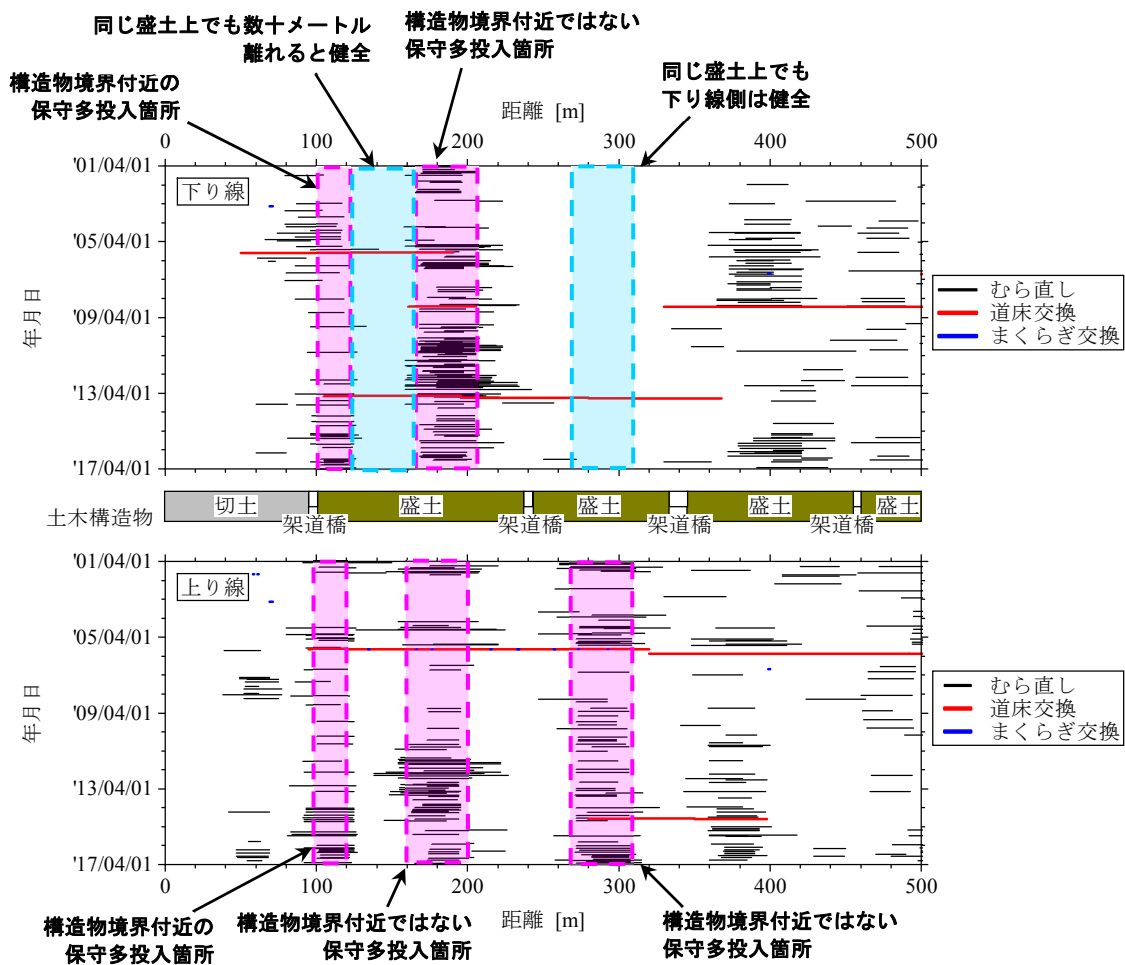 同じ盛土上でも数十メートル
離れると健全
構造物境界付近ではない
保守多投入箇所
構造物境界付近の
保守多投入箇所
同じ盛土上でも
下り線側は健全
距離 [m]
0 100 200 300 400 500
下り線
年月日
'01/04/01
'05/04/01
'09/04/01
'13/04/01
'17/04/01
むら直し
道床交換
まくらぎ交換
土木構造物
切土 盛土 盛土 盛土 盛土
架道橋 架道橋 架道橋 架道橋
上り線
年月日
'01/04/01
'05/04/01
'09/04/01
'13/04/01
'17/04/01
むら直し
道床交換
まくらぎ交換
0 100 200 300 400 500
距離 [m]
構造物境界付近の
保守多投入箇所
構造物境界付近ではない
保守多投入箇所
構造物境界付近ではない
保守多投入箇所